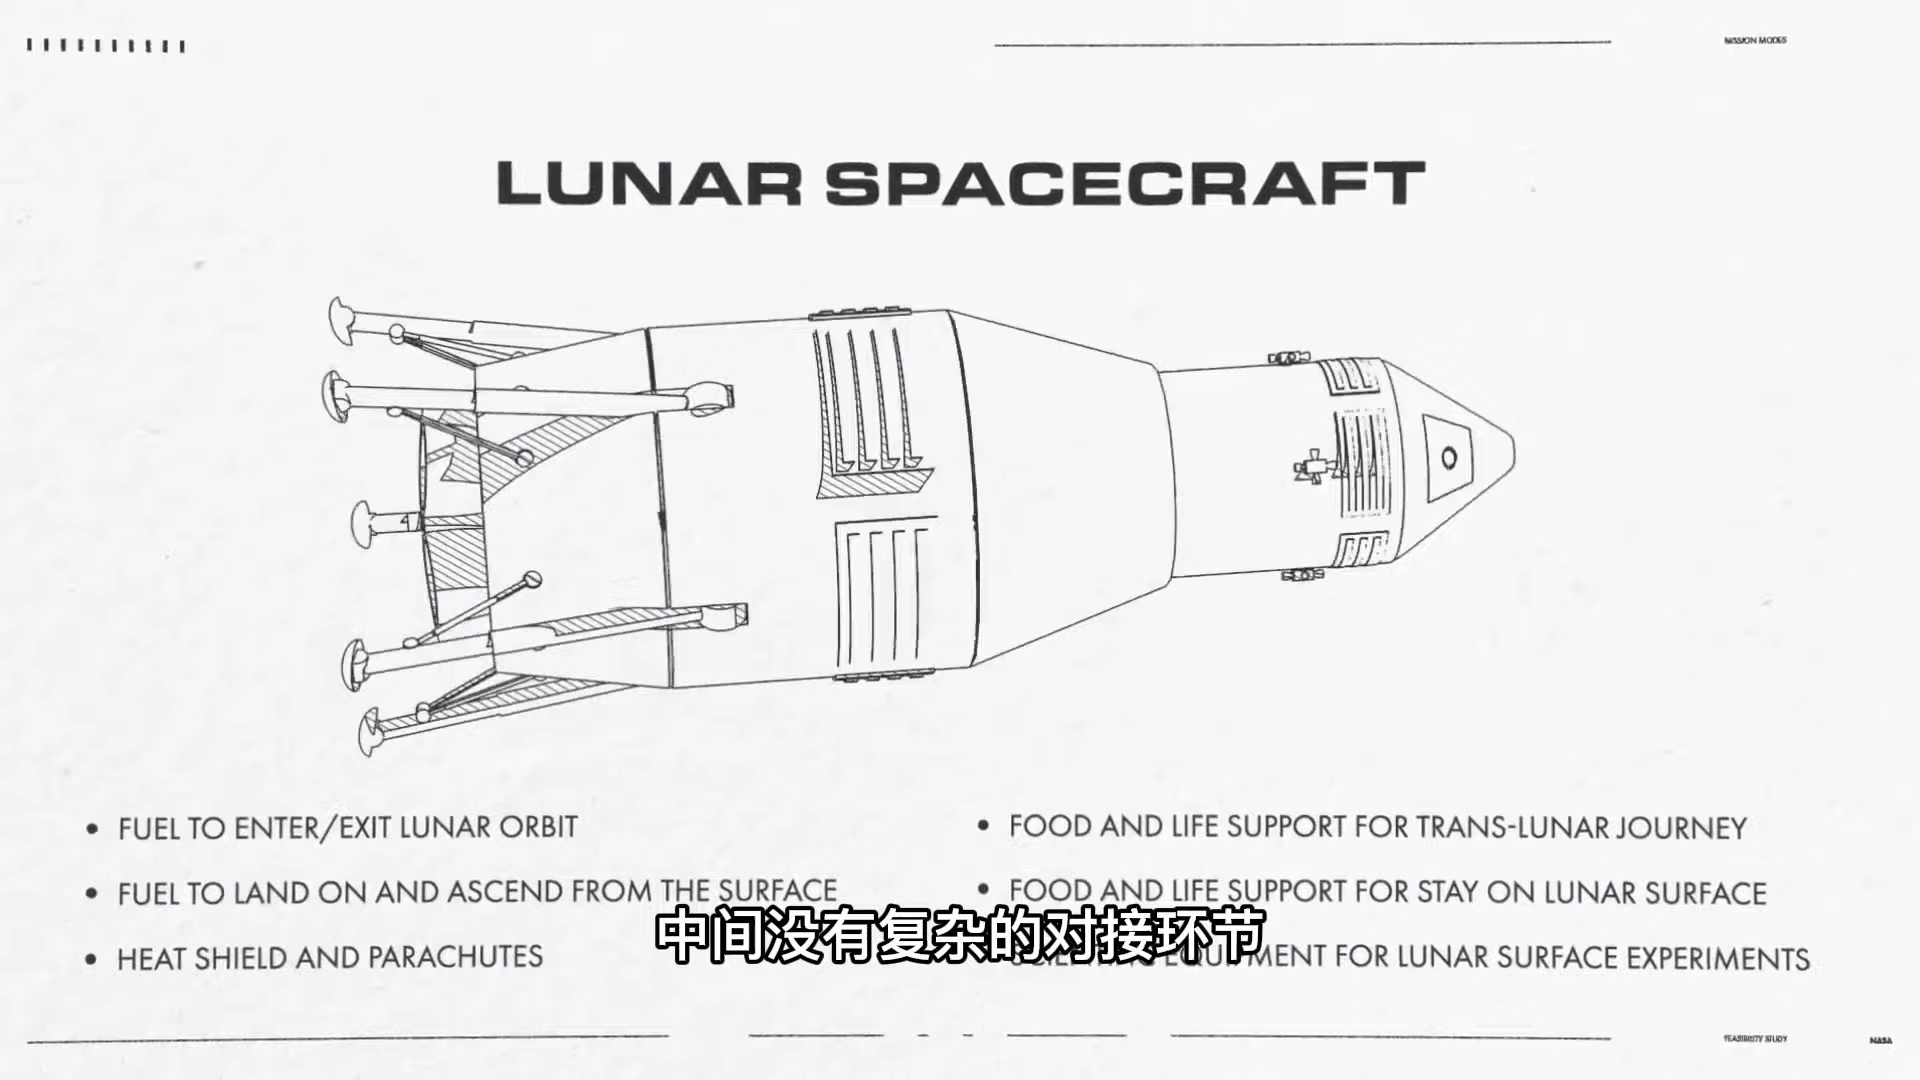 MISSION MODES
LUNAR SPACECRAFT
FUEL TO ENTER/EXIT LUNAR ORBIT
FUEL TO LAND ON AND ASCEND FROM THE SURFACE
HEAT SHIELD AND PARACHUTES
FOOD AND LIFE SUPPORT FOR TRANS-LUNAR JOURNEY
FOOD AND LIFE SUPPORT FOR STAY ON LUNAR SURFACE
SCIENTIFIC EQUIPMENT FOR LUNAR SURFACE EXPERIMENTS
中间没有复杂的对接环节
FEASIBILITY STUDY
NASA